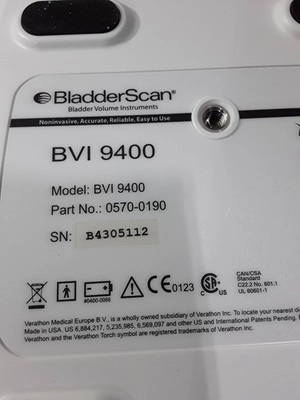 BladderScan®
Bladder Volume Instruments
Noninvasive, Accurate, Reliable, Easy to Use
BVI 9400
Model: BVI 9400
Part No.: 0570-0190
SN: B4305112
#0400-0066
CE 0123
C US
CAN/CSA
Standard
C22.2 No. 601.1
UL 60601-1
Verathon Medical Europe B.V., is a wholly owned subsidiary of Verathon Inc. To locate your nearest
Made in USA. US 6,884,217, 5,235,985, 6,569,097 and other US and International Patents Pending.
Verathon and the Verathon Torch symbol are registered trademarks of Verathon Inc.